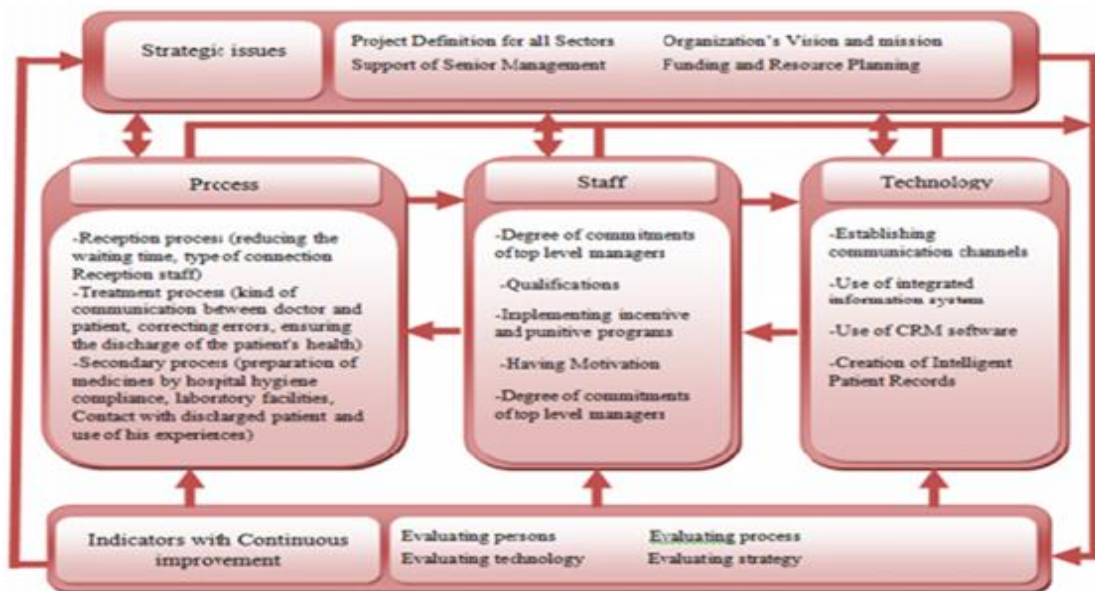 Strategic issues
Project Definition for all Sectors
Organization's Vision and mission
Support of Senior Management
Funding and Resource Planning
Process
-Reception process (reducing the
waiting time, type of connection
Reception staff)
-Treatment process (kind of
communication between doctor and
patient, correcting errors, ensuring
the discharge of the patient's health)
-Secondary process (preparation of
medicines by hospital hygiene
compliance, laboratory facilities,
Contact with discharged patient and
use of his experiences)
Staff
-Degree of commitments
of top level managers
-Qualifications
-Implementing incentive
and punitive programs
-Having Motivation
-Degree of commitments
of top level managers
Technology
-Establishing
communication channels
-Use of integrated
information system
-Use of CRM software
-Creation of Intelligent
Patient Records
Indicators with Continuous
improvement
Evaluating persons
Evaluating process
Evaluating technology
Evaluating strategy